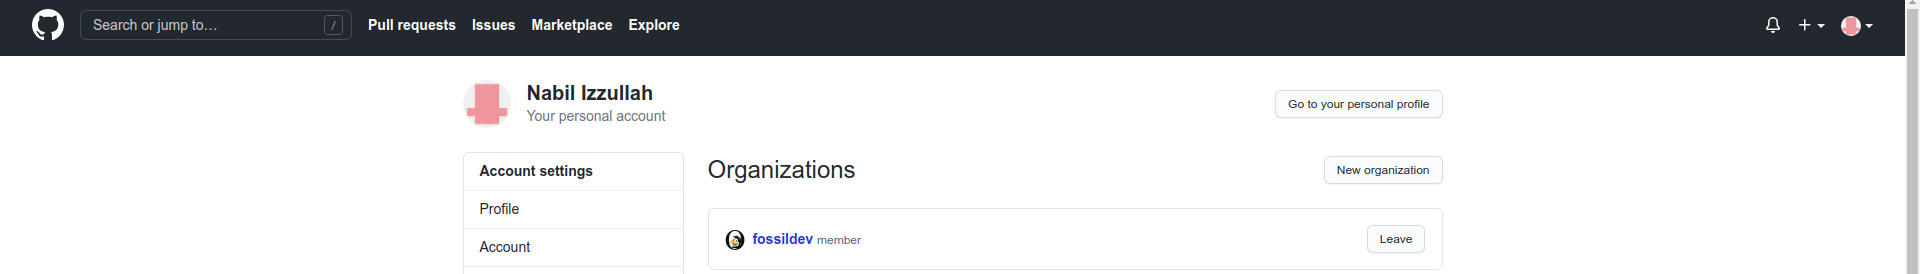 Search or jump to… /
Pull requests Issues Marketplace Explore
Nabil Izzullah
Your personal account
Go to your personal profile
Account settings
Profile
Account
Organizations
New organization
fossildev member
Leave